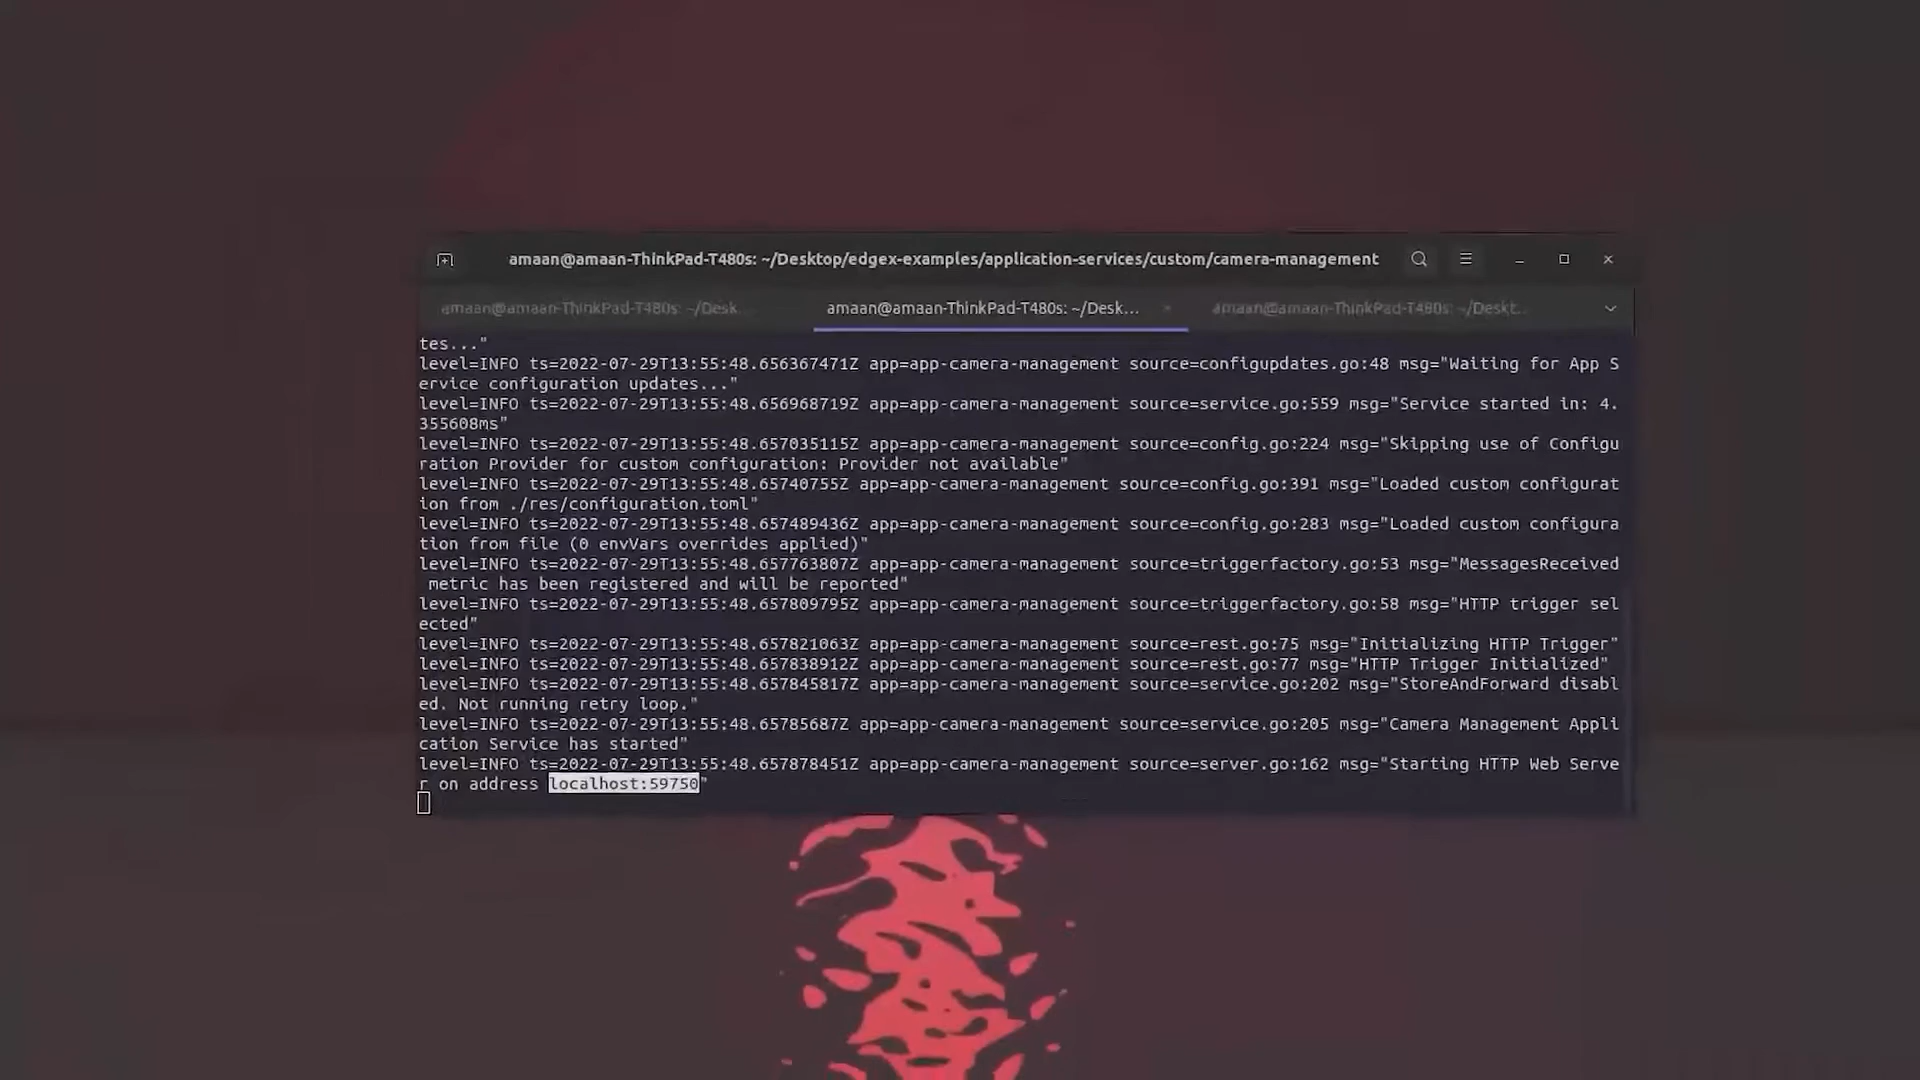 amaan@amaan-ThinkPad-T480s: ~/Desktop/edgex-examples/application-services/custom/camera-management
amaan@amaan-ThinkPad-T480s: ~/Desk... amaan@amaan-ThinkPad-T480s: ~/Desk... amaan@amaan-ThinkPad-T480s: ~/Deskt...
tes..."
level=INFO ts=2022-07-29T13:55:48.656367471Z app=app-camera-management source=configupdates.go:48 msg="Waiting for App S
ervice configuration updates..."
level=INFO ts=2022-07-29T13:55:48.656968719Z app=app-camera-management source=service.go:559 msg="Service started in: 4.
355608ms"
level=INFO ts=2022-07-29T13:55:48.657035115Z app=app-camera-management source=config.go:224 msg="Skipping use of Configu
ration Provider for custom configuration: Provider not available"
level=INFO ts=2022-07-29T13:55:48.65740755Z app=app-camera-management source=config.go:391 msg="Loaded custom configurat
ion from ./res/configuration.toml"
level=INFO ts=2022-07-29T13:55:48.657489436Z app=app-camera-management source=config.go:283 msg="Loaded custom configura
tion from file (0 envVars overrides applied)"
level=INFO ts=2022-07-29T13:55:48.657763807Z app=app-camera-management source=triggerfactory.go:53 msg="MessagesReceived
 metric has been registered and will be reported"
level=INFO ts=2022-07-29T13:55:48.657809795Z app=app-camera-management source=triggerfactory.go:58 msg="HTTP trigger sel
ected"
level=INFO ts=2022-07-29T13:55:48.657821063Z app=app-camera-management source=rest.go:75 msg="Initializing HTTP Trigger"
level=INFO ts=2022-07-29T13:55:48.657838912Z app=app-camera-management source=rest.go:77 msg="HTTP Trigger Initialized"
level=INFO ts=2022-07-29T13:55:48.657845817Z app=app-camera-management source=service.go:202 msg="StoreAndForward disabl
ed. Not running retry loop."
level=INFO ts=2022-07-29T13:55:48.65785687Z app=app-camera-management source=service.go:205 msg="Camera Management Appli
cation Service has started"
level=INFO ts=2022-07-29T13:55:48.657878451Z app=app-camera-management source=server.go:162 msg="Starting HTTP Web Serve
r on address localhost:59750"